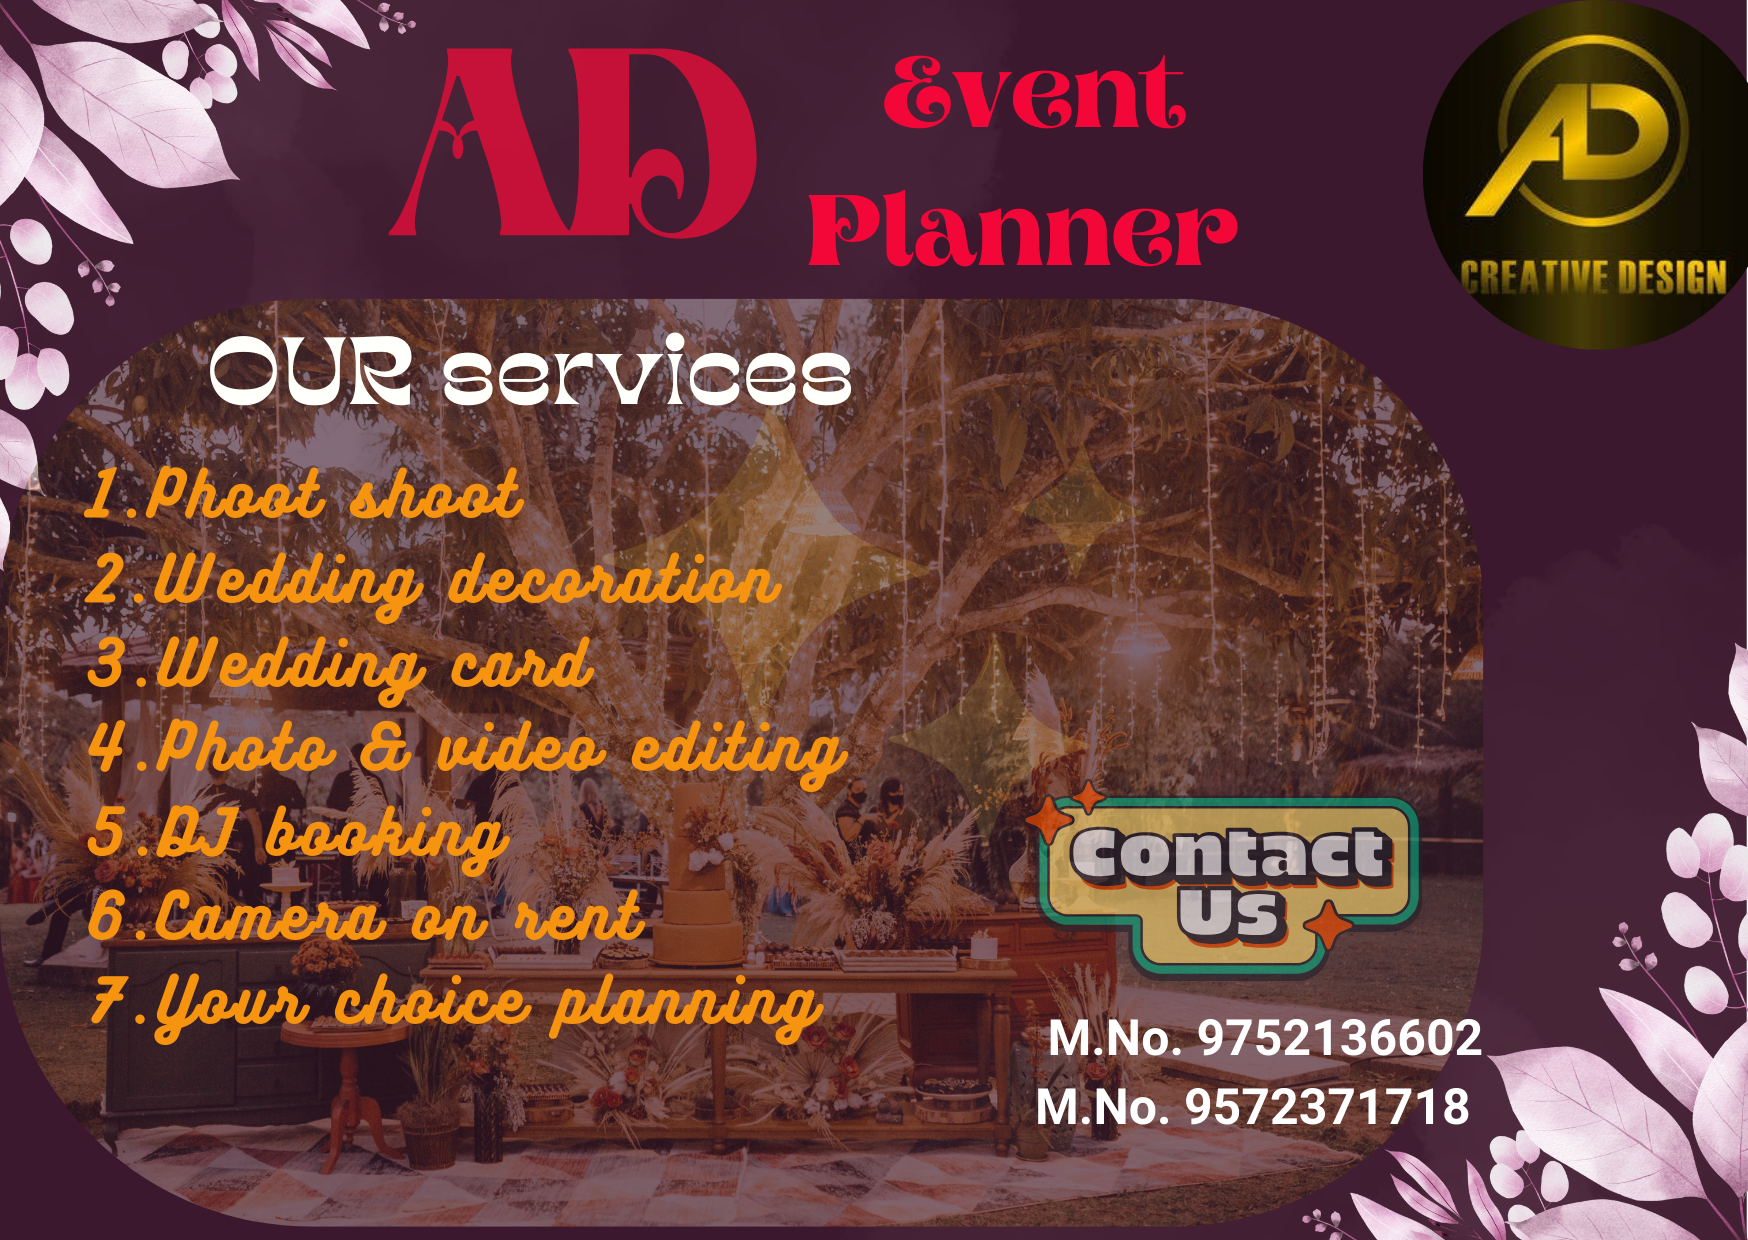 AD
Event
Planner
AD
CREATIVE DESIGN
OUR services
1.Phoot shoot
2.Wedding decoration
3.Wedding card
4.Photo & video editing
5.DJ booking
6.Camera on rent
7.Your choice planning
Contact
Us
M.No. 9752136602
M.No. 9572371718